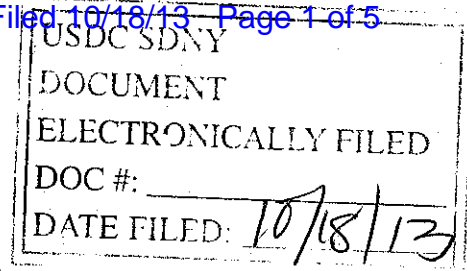 Filed 10/18/13 Page 1 of 5
USDC SDNY
DOCUMENT
ELECTRONICALLY FILED
DOC #:
DATE FILED: 10/18/13